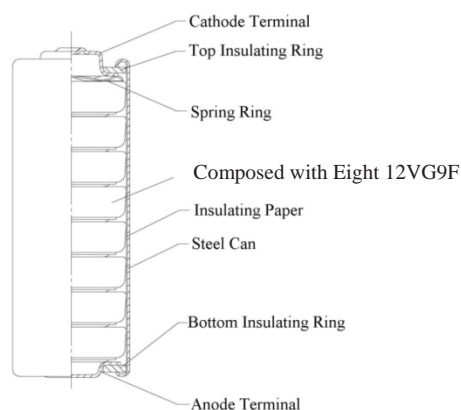 Cathode Terminal
Top Insulating Ring
Spring Ring
Composed with Eight 12VG9F
Insulating Paper
Steel Can
Bottom Insulating Ring
Anode Terminal